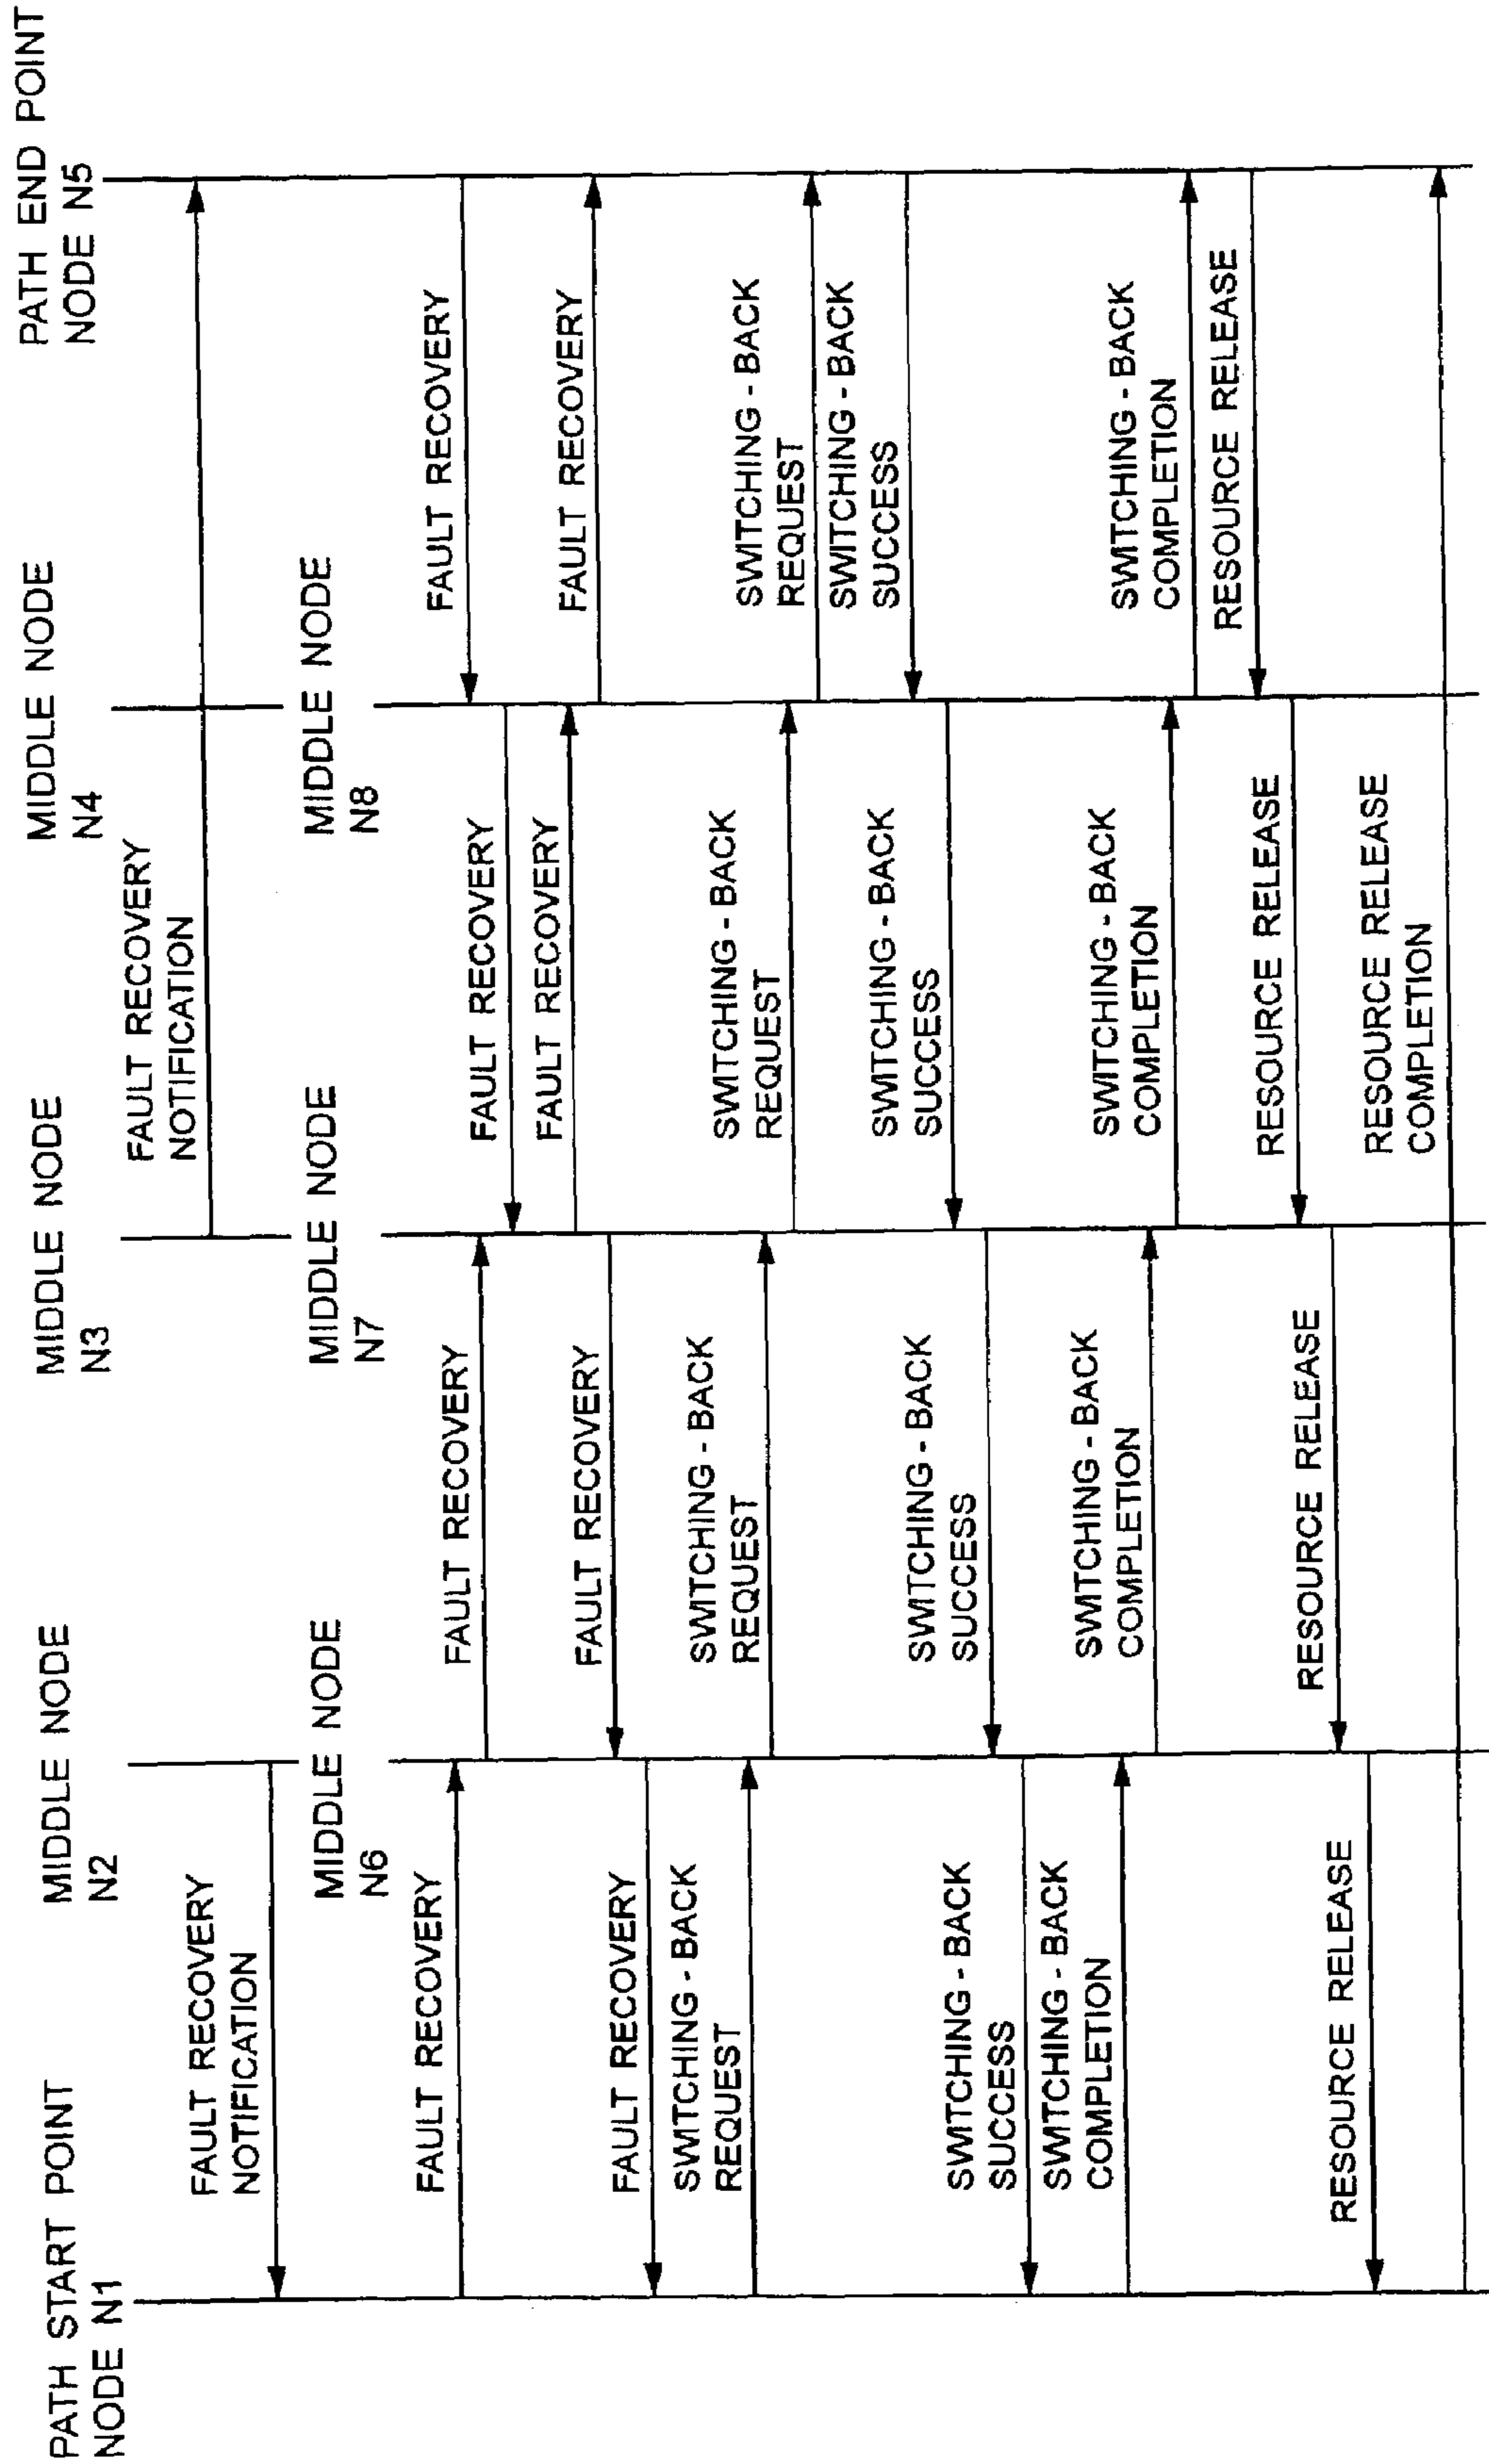 PATH START POINT
NODE N1
MIDDLE NODE
N2
MIDDLE NODE
N3
MIDDLE NODE
N4
PATH END POINT
NODE N5
FAULT RECOVERY
NOTIFICATION
FAULT RECOVERY
NOTIFICATION
MIDDLE NODE
N6
MIDDLE NODE
N7
MIDDLE NODE
N8
FAULT RECOVERY
FAULT RECOVERY
FAULT RECOVERY
FAULT RECOVERY
FAULT RECOVERY
FAULT RECOVERY
FAULT RECOVERY
FAULT RECOVERY
SWITCHING - BACK
REQUEST
SWITCHING - BACK
REQUEST
SWITCHING - BACK
REQUEST
SWITCHING - BACK
REQUEST
SWITCHING - BACK
SUCCESS
SWITCHING - BACK
SUCCESS
SWITCHING - BACK
SUCCESS
SWITCHING - BACK
SUCCESS
SWITCHING - BACK
COMPLETION
SWITCHING - BACK
COMPLETION
SWITCHING - BACK
COMPLETION
SWITCHING - BACK
COMPLETION
RESOURCE RELEASE
RESOURCE RELEASE
RESOURCE RELEASE
RESOURCE RELEASE
RESOURCE RELEASE
COMPLETION